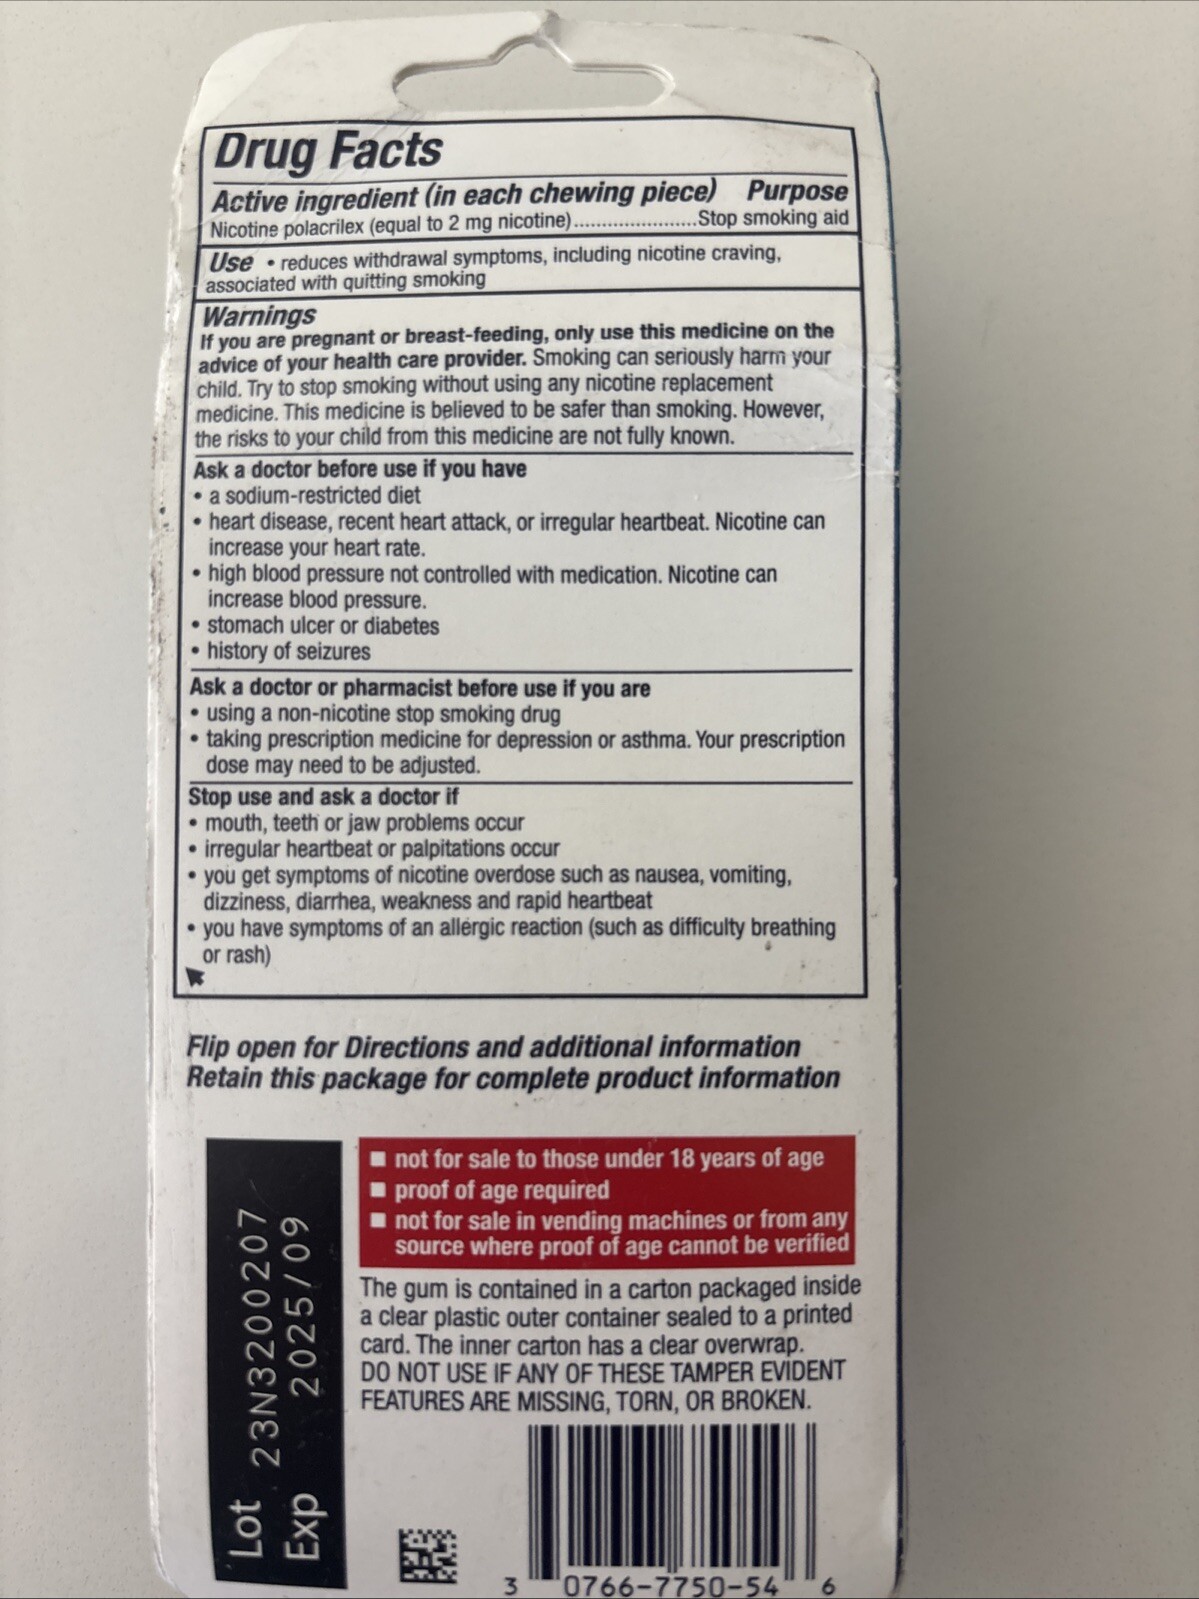 Drug Facts
Active ingredient (in each chewing piece) Purpose
Nicotine polacrilex (equal to 2 mg nicotine)......................Stop smoking aid
Use • reduces withdrawal symptoms, including nicotine craving,
associated with quitting smoking
Warnings
If you are pregnant or breast-feeding, only use this medicine on the
advice of your health care provider. Smoking can seriously harm your
child. Try to stop smoking without using any nicotine replacement
medicine. This medicine is believed to be safer than smoking. However,
the risks to your child from this medicine are not fully known.
Ask a doctor before use if you have
• a sodium-restricted diet
• heart disease, recent heart attack, or irregular heartbeat. Nicotine can
increase your heart rate.
• high blood pressure not controlled with medication. Nicotine can
increase blood pressure.
• stomach ulcer or diabetes
• history of seizures
Ask a doctor or pharmacist before use if you are
• using a non-nicotine stop smoking drug
• taking prescription medicine for depression or asthma. Your prescription
dose may need to be adjusted.
Stop use and ask a doctor if
• mouth, teeth or jaw problems occur
• irregular heartbeat or palpitations occur
• you get symptoms of nicotine overdose such as nausea, vomiting,
dizziness, diarrhea, weakness and rapid heartbeat
• you have symptoms of an allergic reaction (such as difficulty breathing
or rash)
Flip open for Directions and additional information
Retain this package for complete product information
Lot 23N3200207
Exp 2025/09
■ not for sale to those under 18 years of age
■ proof of age required
■ not for sale in vending machines or from any
source where proof of age cannot be verified
The gum is contained in a carton packaged inside
a clear plastic outer container sealed to a printed
card. The inner carton has a clear overwrap.
DO NOT USE IF ANY OF THESE TAMPER EVIDENT
FEATURES ARE MISSING, TORN, OR BROKEN.
3 0766-7750-54 6